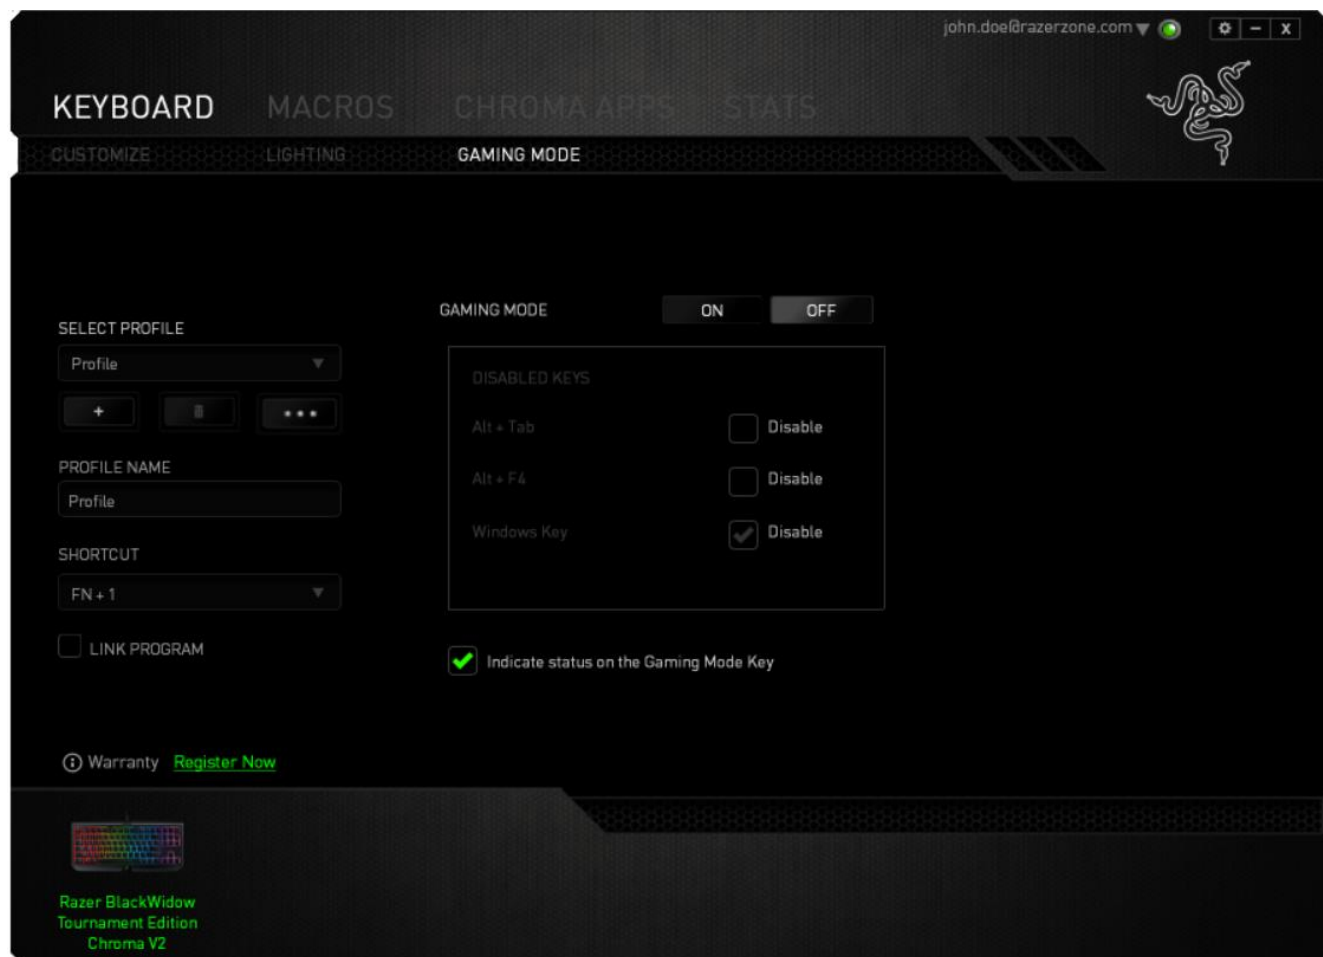 john.doe@razerzone.com
KEYBOARD MACROS CHROMA APPS STATS
CUSTOMIZE LIGHTING GAMING MODE
GAMING MODE ON OFF
SELECT PROFILE
Profile
DISABLED KEYS
Alt + Tab Disable
PROFILE NAME
Alt + F4 Disable
Profile
Windows Key Disable
SHORTCUT
FN + 1
LINK PROGRAM
Indicate status on the Gaming Mode Key
Warranty Register Now
Razer BlackWidow
Tournament Edition
Chroma V2